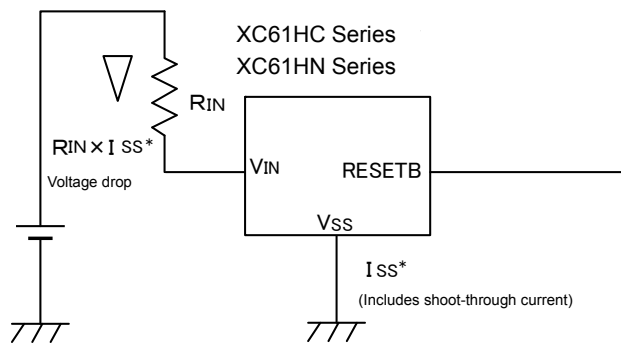 XC61HC Series
XC61HN Series
RIN
RIN × ISS*
Voltage drop
VIN
RESETB
VSS
ISS*
(Includes shoot-through current)